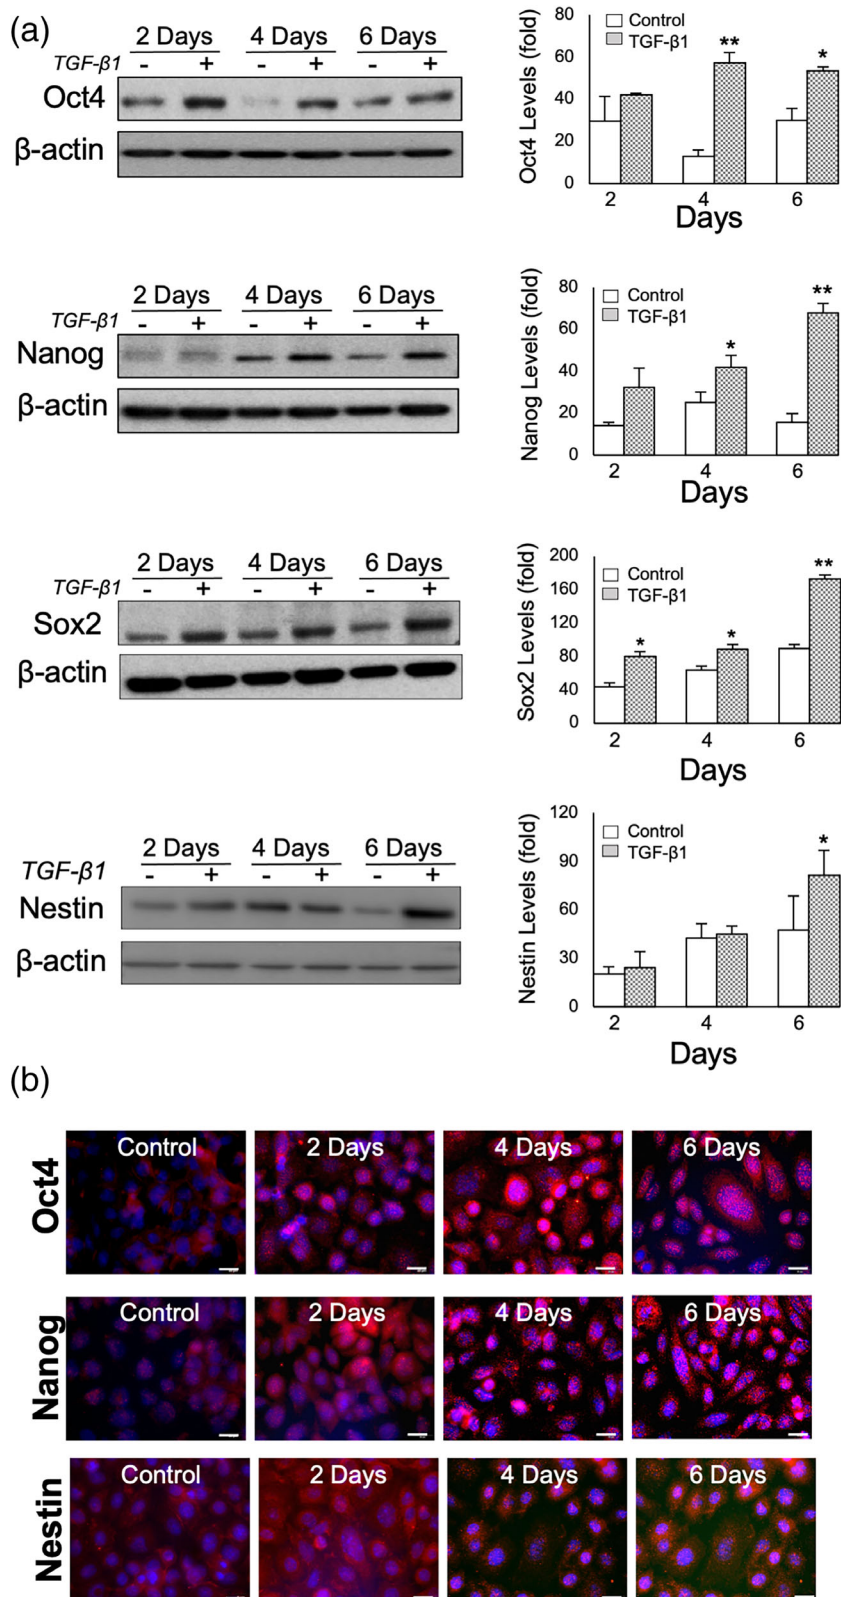 (a)
2 Days 4 Days 6 Days
TGF-β1 - + - + - +
Oct4
β-actin
80
60
40
20
0
Oct4 Levels (fold)
Control
TGF-β1
**
*
2 4 6
Days
2 Days 4 Days 6 Days
TGF-β1 - + - + - +
Nanog
β-actin
80
60
40
20
0
Nanog Levels (fold)
Control
TGF-β1
*
**
2 4 6
Days
2 Days 4 Days 6 Days
TGF-β1 - + - + - +
Sox2
β-actin
200
160
120
80
40
0
Sox2 Levels (fold)
Control
TGF-β1
*
*
**
2 4 6
Days
2 Days 4 Days 6 Days
TGF-β1 - + - + - +
Nestin
β-actin
120
90
60
30
0
Nestin Levels (fold)
Control
TGF-β1
*
2 4 6
Days
(b)
Oct4
Control 2 Days 4 Days 6 Days
Nanog
Control 2 Days 4 Days 6 Days
Nestin
Control 2 Days 4 Days 6 Days